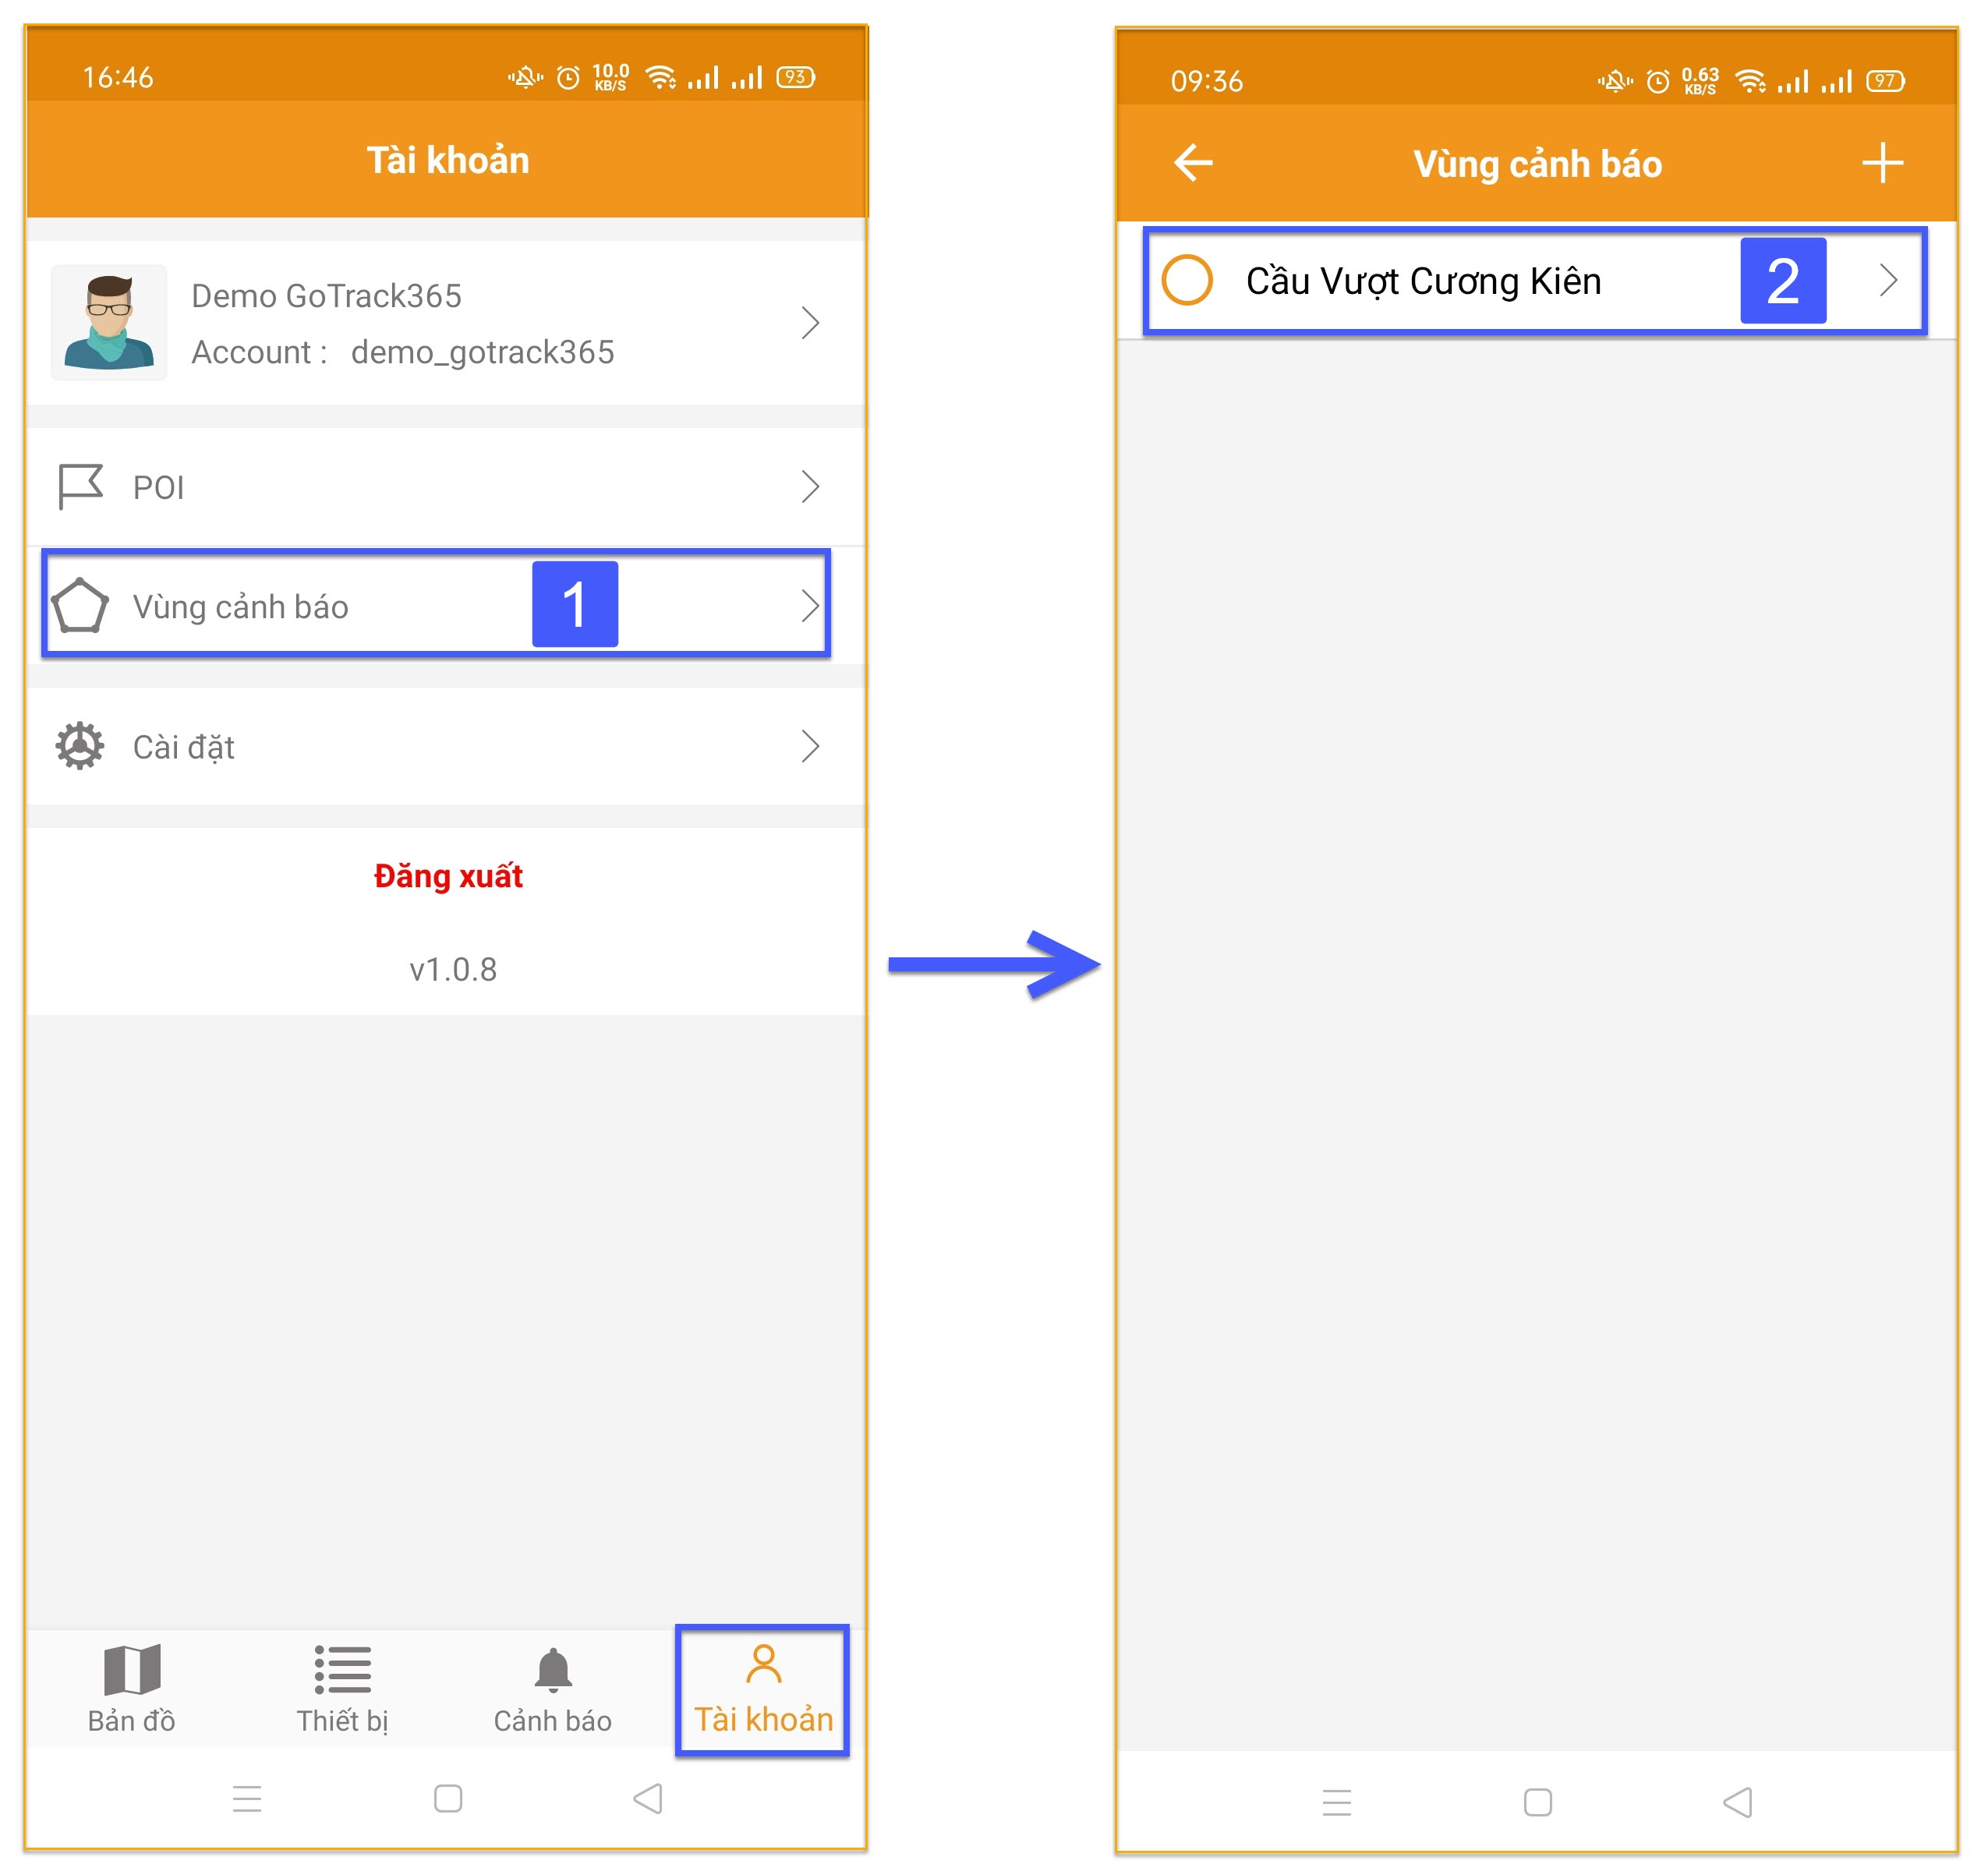 16:46
10.0
KB/S
93
Tài khoản
Demo GoTrack365
Account : demo_gotrack365
POI
Vùng cảnh báo
1
Cài đặt
Đăng xuất
v1.0.8
Bản đồ
Thiết bị
Cảnh báo
Tài khoản
09:36
0.63
KB/S
97
Vùng cảnh báo
Cầu Vượt Cương Kiên
2